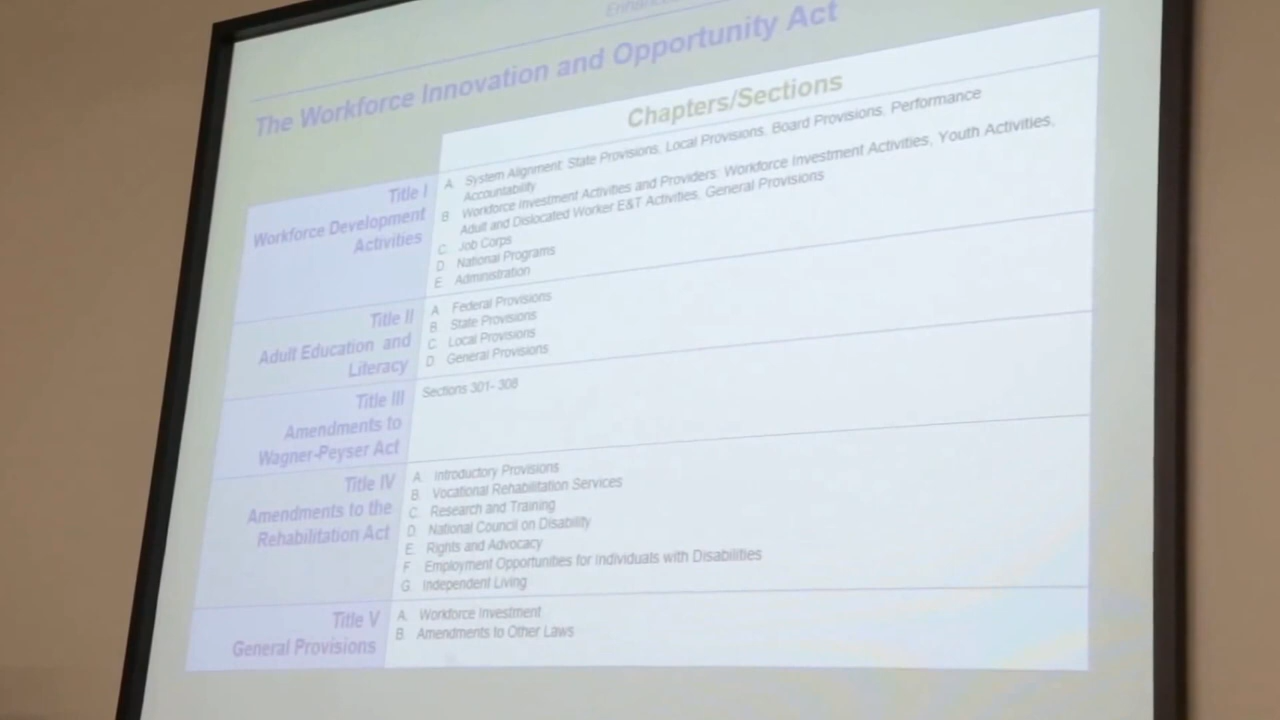 The Workforce Innovation and Opportunity Act
Chapters/Sections
Title I
Workforce Development
Activities
A. System Alignment: State Provisions, Local Provisions, Board Provisions, Performance
Accountability
B. Workforce Investment Activities and Providers: Workforce Investment Activities, Youth Activities,
Adult and Dislocated Worker E&T Activities, General Provisions
C. Job Corps
D. National Programs
E. Administration
Title II
Adult Education and
Literacy
A. Federal Provisions
B. State Provisions
C. Local Provisions
D. General Provisions
Title III
Amendments to
Wagner-Peyser Act
Sections 301- 308
Title IV
Amendments to the
Rehabilitation Act
A. Introductory Provisions
B. Vocational Rehabilitation Services
C. Research and Training
D. National Council on Disability
E. Rights and Advocacy
F. Employment Opportunities for Individuals with Disabilities
G. Independent Living
Title V
General Provisions
A. Workforce Investment
B. Amendments to Other Laws